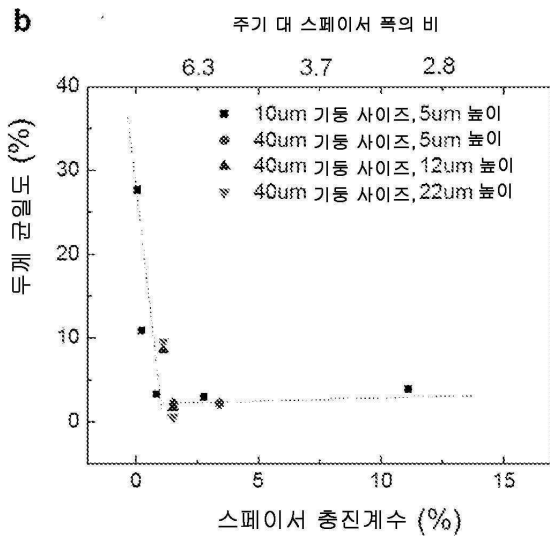 b
주기 대 스페이서 폭의 비
6.3 3.7 2.8
40
30
20
10
0
두께 균일도 (%)
10um 기둥 사이즈, 5um 높이
40um 기둥 사이즈, 5um 높이
40um 기둥 사이즈, 12um 높이
40um 기둥 사이즈, 22um 높이
0 5 10 15
스페이서 충진계수 (%)